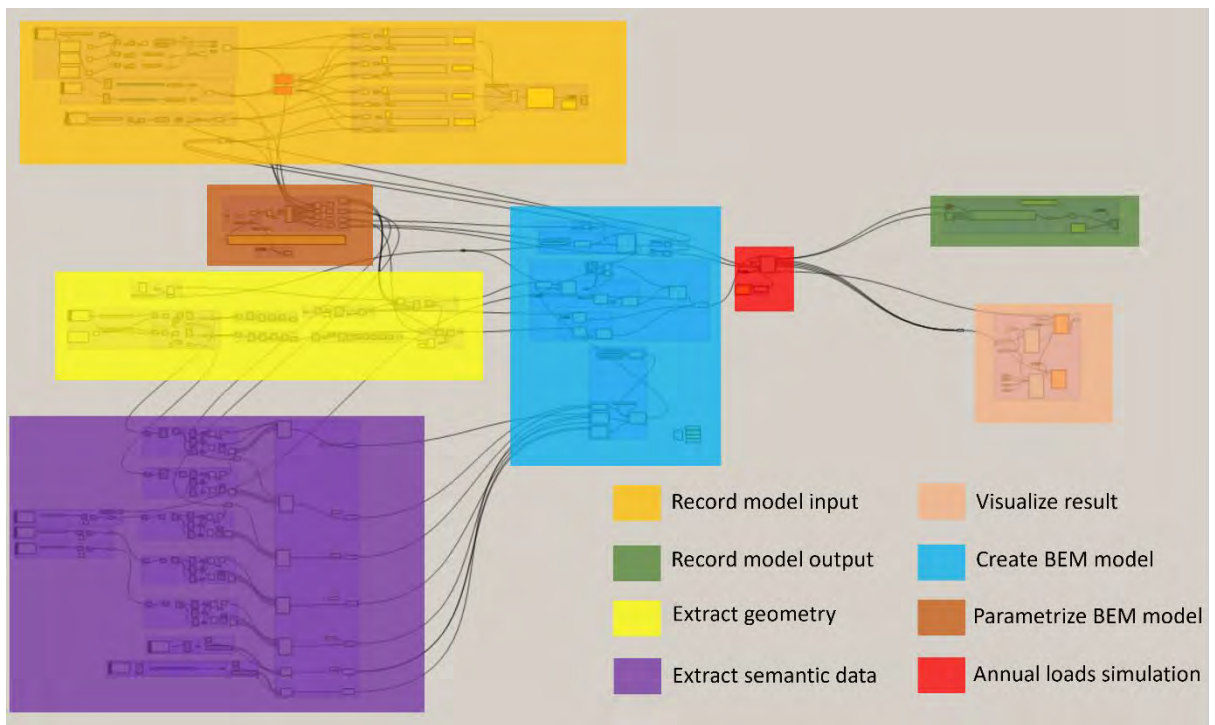 Record model input
Visualize result
Record model output
Create BEM model
Extract geometry
Parametrize BEM model
Extract semantic data
Annual loads simulation